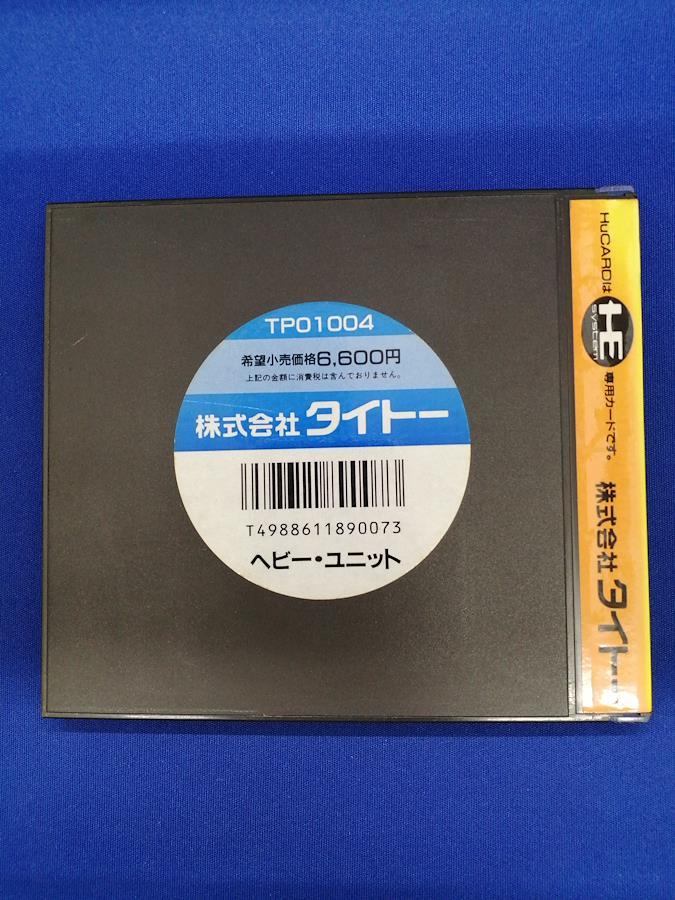 TP01004
希望小売価格6,600円
上記の金額に消費税は含んでおりません。
株式会社 タイトー
T4988611890073
ヘビー・ユニット
HuCARDは HE system 専用カードです。 株式会社 タイトー